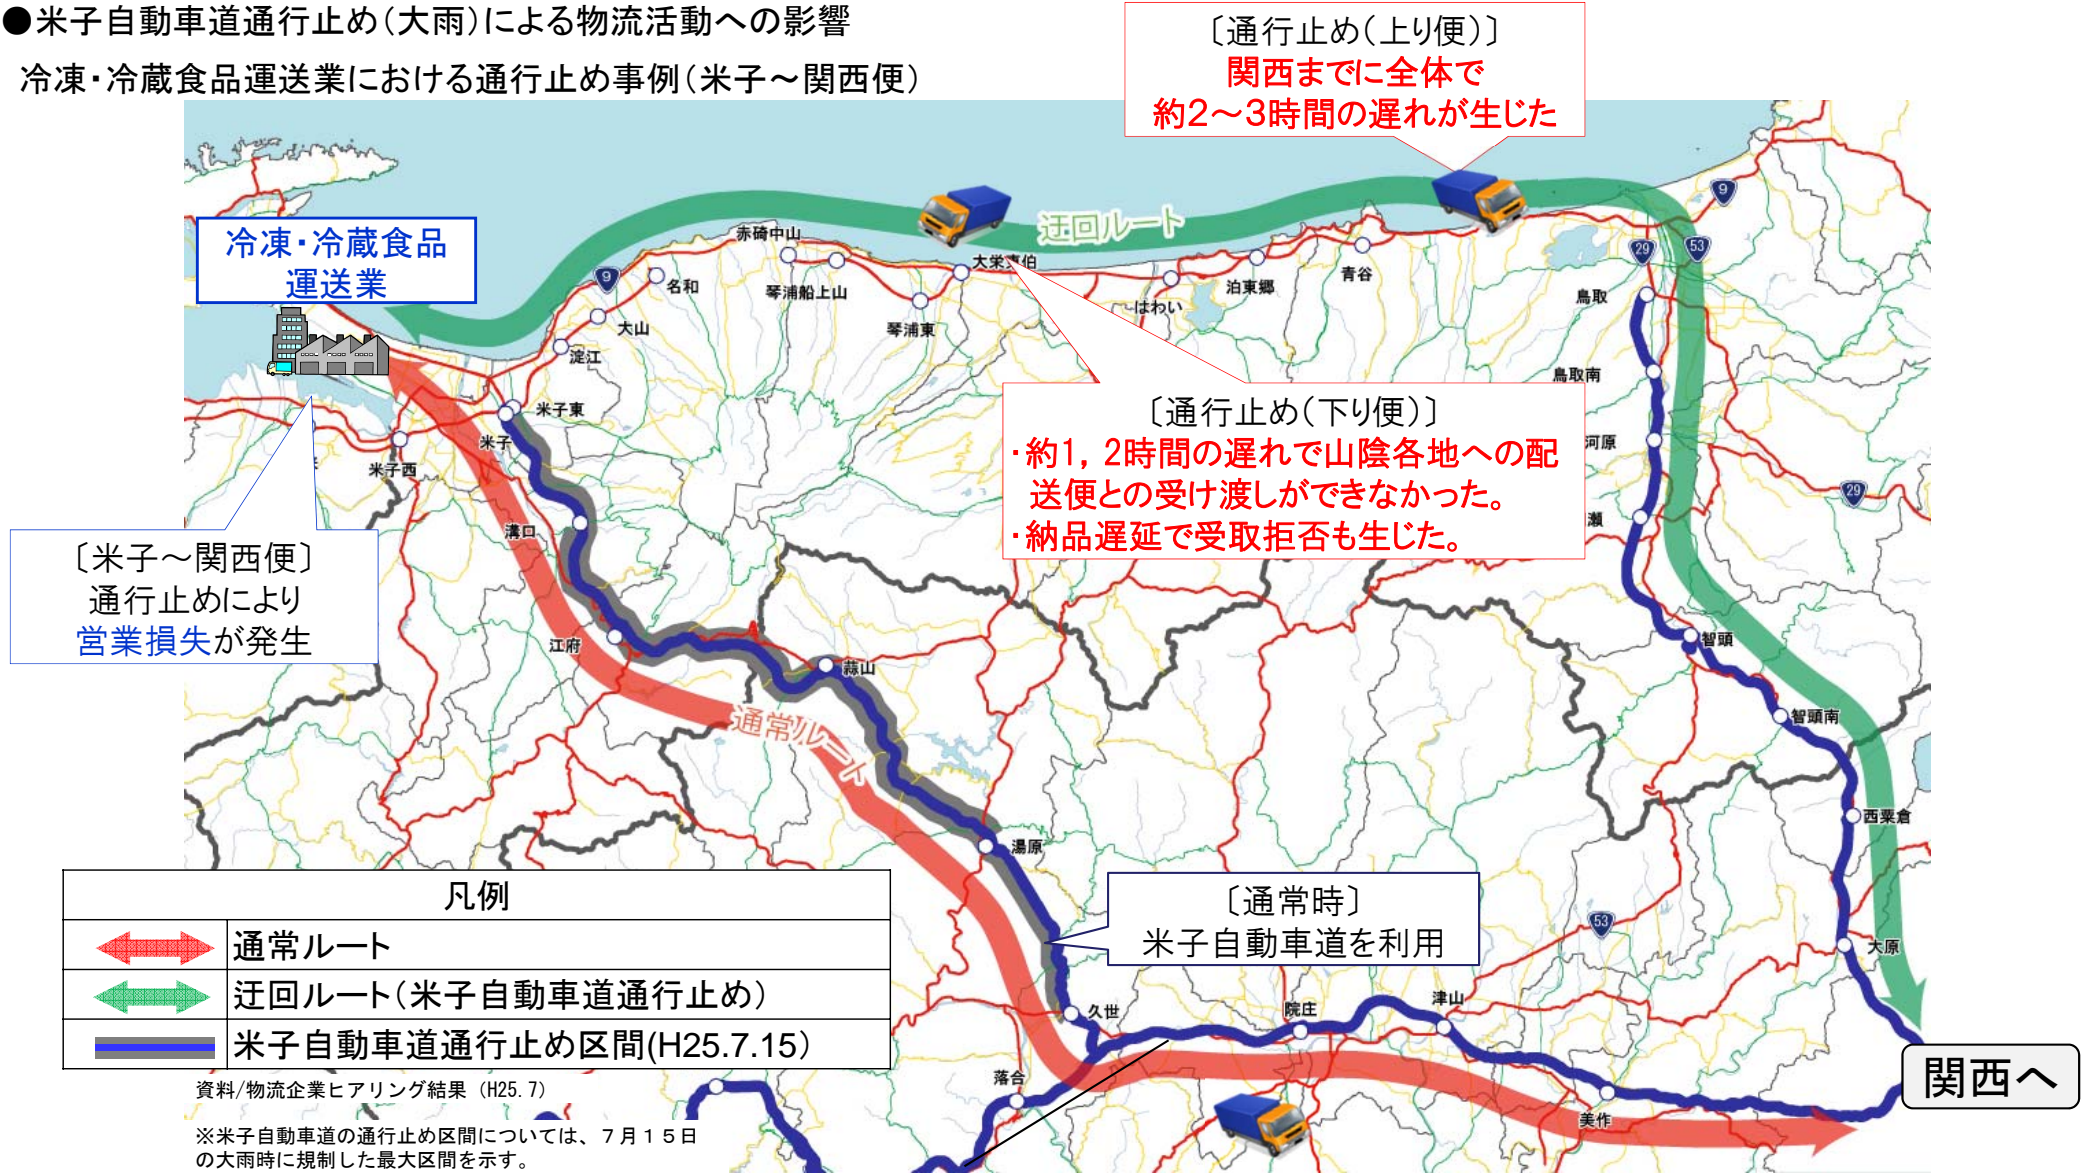 ●米子自動車道通行止め(大雨)による物流活動への影響
冷凍・冷蔵食品運送業における通行止め事例(米子～関西便)
〔通行止め(上り便)〕
関西までに全体で
約2～3時間の遅れが生じた
冷凍・冷蔵食品
運送業
迂回ルート
9
9
29
53
赤碕中山
大栄東伯
名和
琴浦船上山
はわい
泊東郷
青谷
鳥取
大山
琴浦東
淀江
鳥取南
米子東
米子
米子西
河原
29
〔通行止め(下り便)〕
・約1,2時間の遅れで山陰各地への配
送便との受け渡しができなかった。
・納品遅延で受取拒否も生じた。
瀬
溝口
〔米子～関西便〕
通行止めにより
営業損失が発生
江府
蒜山
智頭
智頭南
通常ルート
西粟倉
湯原
〔通常時〕
米子自動車道を利用
53
大原
凡例
通常ルート
迂回ルート(米子自動車道通行止め)
米子自動車道通行止め区間(H25.7.15)
久世
院庄
津山
落合
美作
関西へ
資料/物流企業ヒアリング結果 (H25.7)
※米子自動車道の通行止め区間については、7月15日
の大雨時に規制した最大区間を示す。